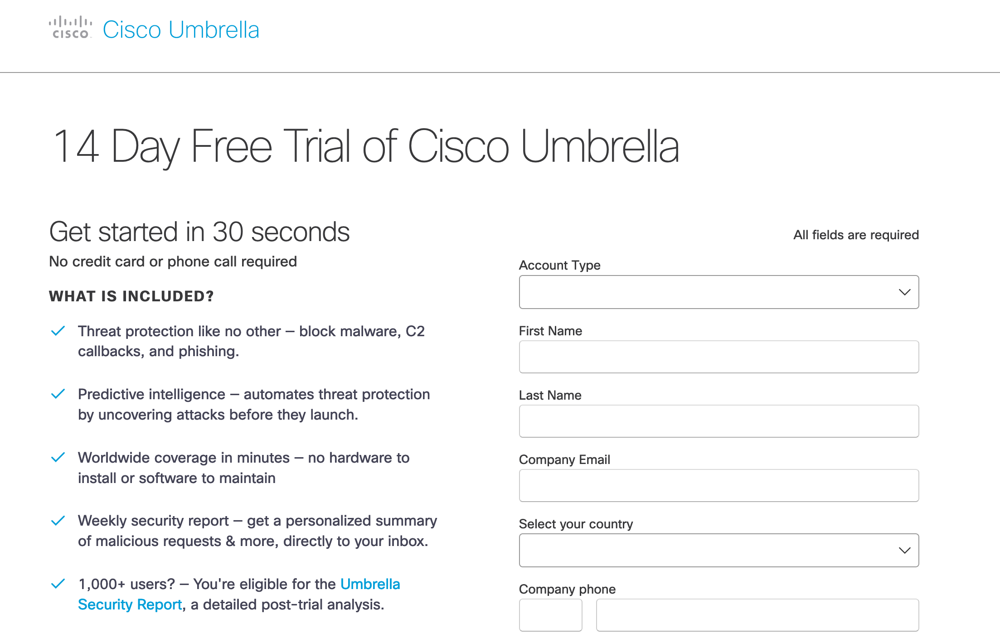 CISCO
Cisco Umbrella
14 Day Free Trial of Cisco Umbrella
Get started in 30 seconds
No credit card or phone call required
WHAT IS INCLUDED?
Threat protection like no other – block malware, C2
callbacks, and phishing.
Predictive intelligence – automates threat protection
by uncovering attacks before they launch.
Worldwide coverage in minutes – no hardware to
install or software to maintain
Weekly security report – get a personalized summary
of malicious requests & more, directly to your inbox.
1,000+ users? – You're eligible for the Umbrella
Security Report, a detailed post-trial analysis.
All fields are required
Account Type
First Name
Last Name
Company Email
Select your country
Company phone